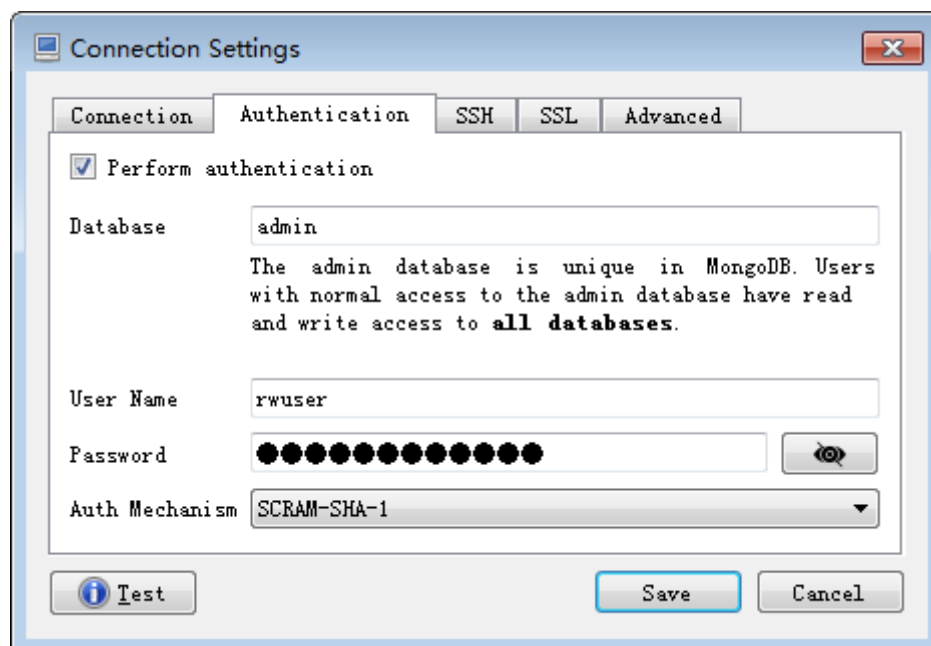 Connection Settings
Connection Authentication SSH SSL Advanced
Perform authentication
Database admin
The admin database is unique in MongoDB. Users
with normal access to the admin database have read
and write access to all databases.
User Name rwuser
Password ●●●●●●●●●●●●
Auth Mechanism SCRAM-SHA-1
Test Save Cancel